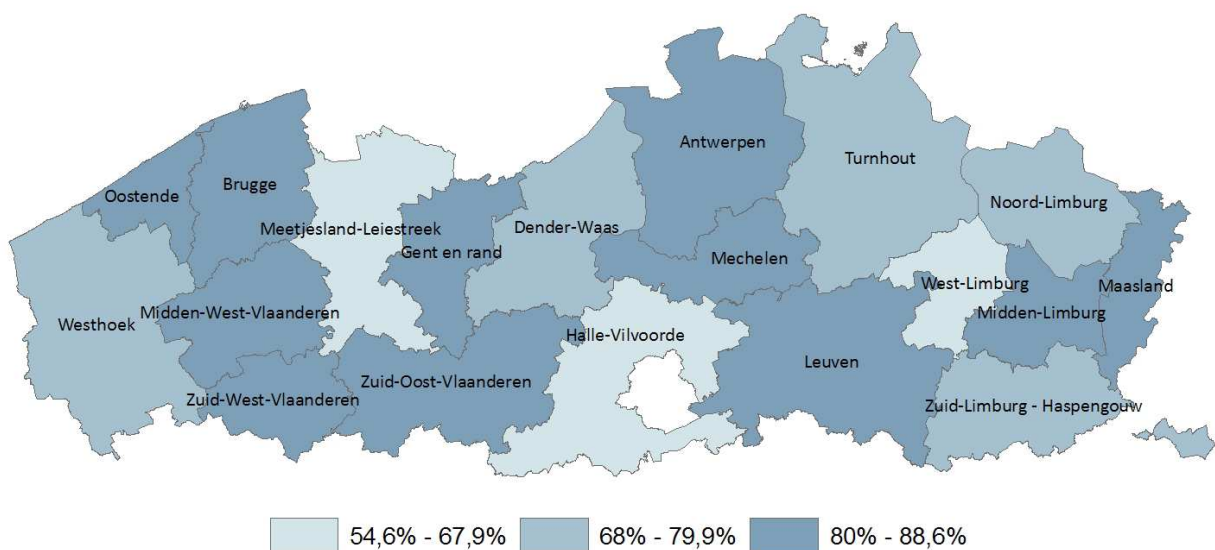 Antwerpen
Turnhout
Oostende
Brugge
Noord-Limburg
Meetjesland-Leiestreek
Gent en rand
Dender-Waas
Mechelen
Maasland
West-Limburg
Midden-West-Vlaanderen
Midden-Limburg
Westhoek
Halle-Vilvoorde
Leuven
Zuid-Oost-Vlaanderen
Zuid-West-Vlaanderen
Zuid-Limburg - Haspengouw
54,6% - 67,9% 68% - 79,9% 80% - 88,6%